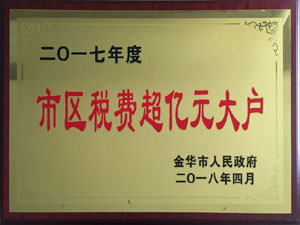 二〇一七年度
市区税费超亿元大户
金华市人民政府
二〇一八年四月